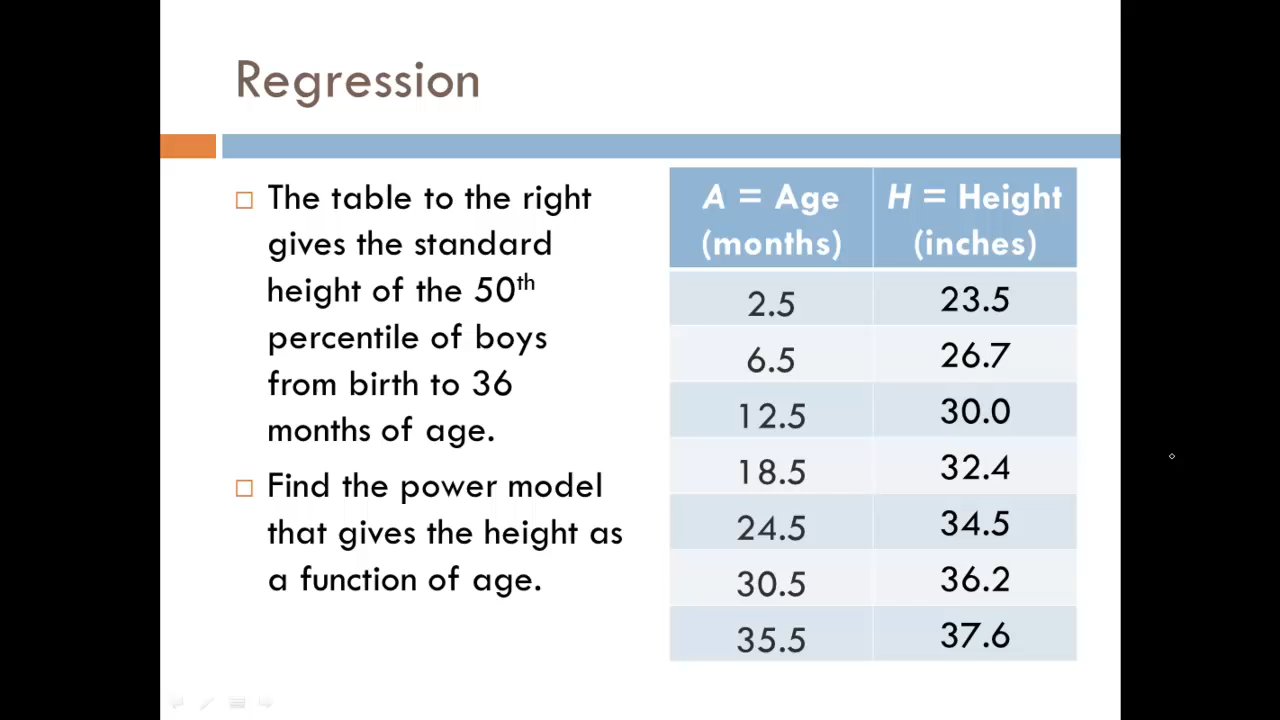 Regression
The table to the right
gives the standard
height of the 50th
percentile of boys
from birth to 36
months of age.
Find the power model
that gives the height as
a function of age.
A = Age (months) H = Height (inches)
2.5 23.5
6.5 26.7
12.5 30.0
18.5 32.4
24.5 34.5
30.5 36.2
35.5 37.6